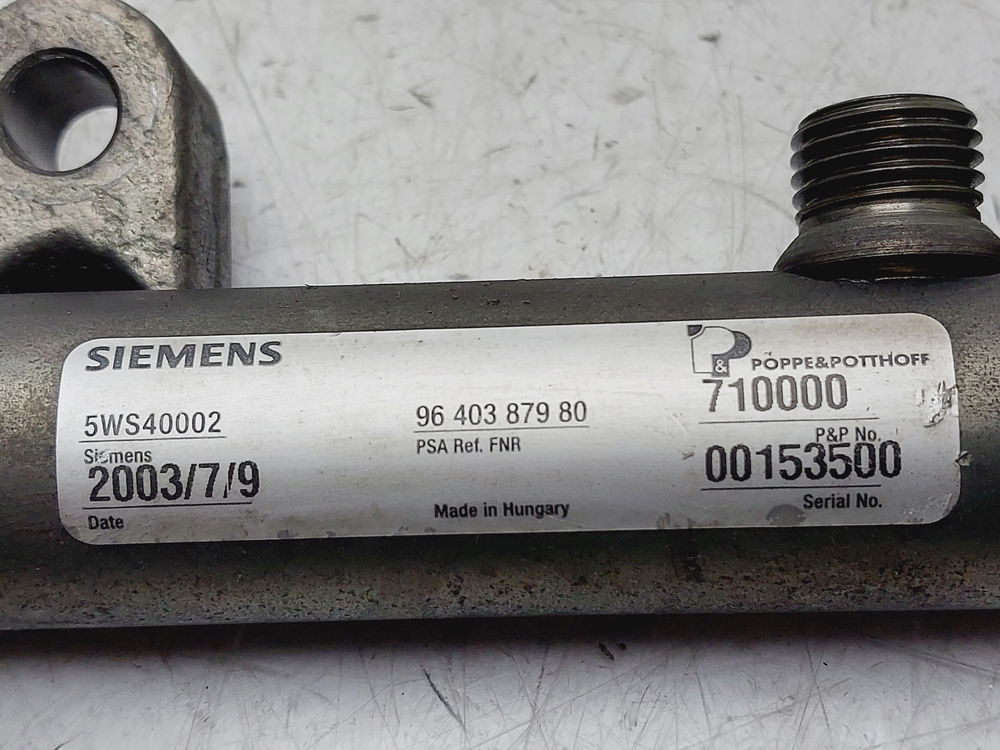 SIEMENS
P&P PÖPPE&POTTHOFF
5WS40002
Siemens
2003/7/9
Date
96 403 879 80
PSA Ref. FNR
Made in Hungary
710000
P&P No.
00153500
Serial No.